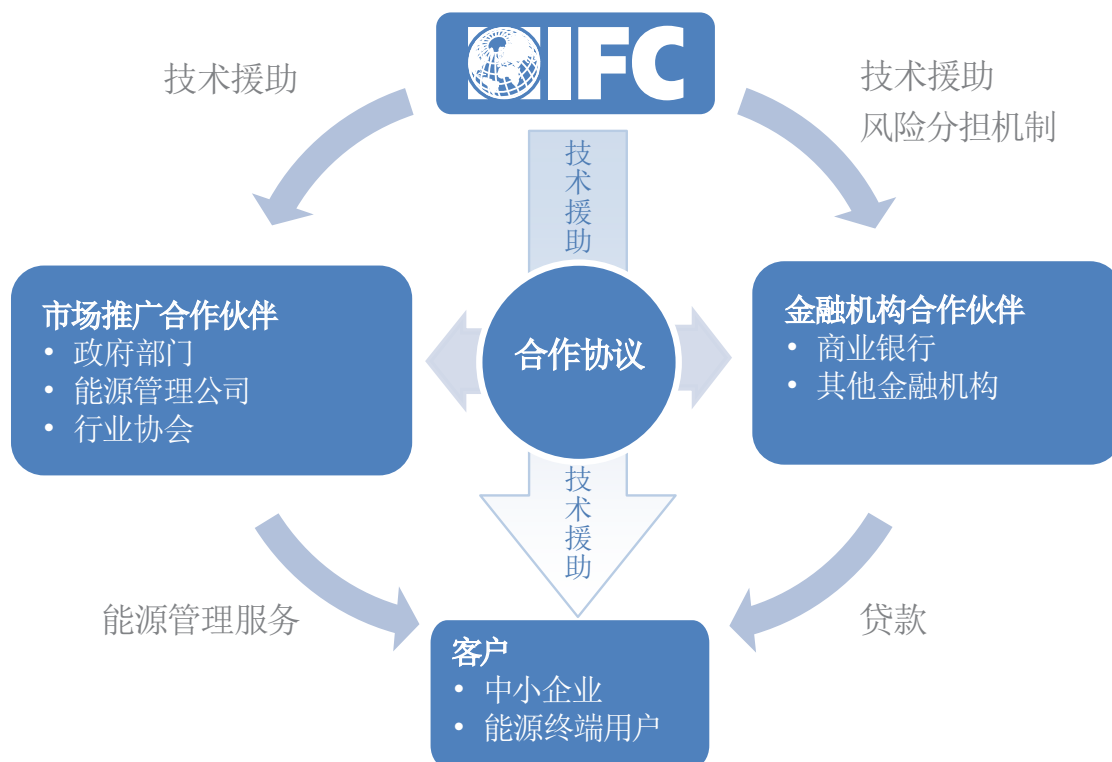 IFC
技术援助
技术援助
风险分担机制
技术援助
市场推广合作伙伴
• 政府部门
• 能源管理公司
• 行业协会
合作协议
金融机构合作伙伴
• 商业银行
• 其他金融机构
技术援助
能源管理服务
贷款
客户
• 中小企业
• 能源终端用户